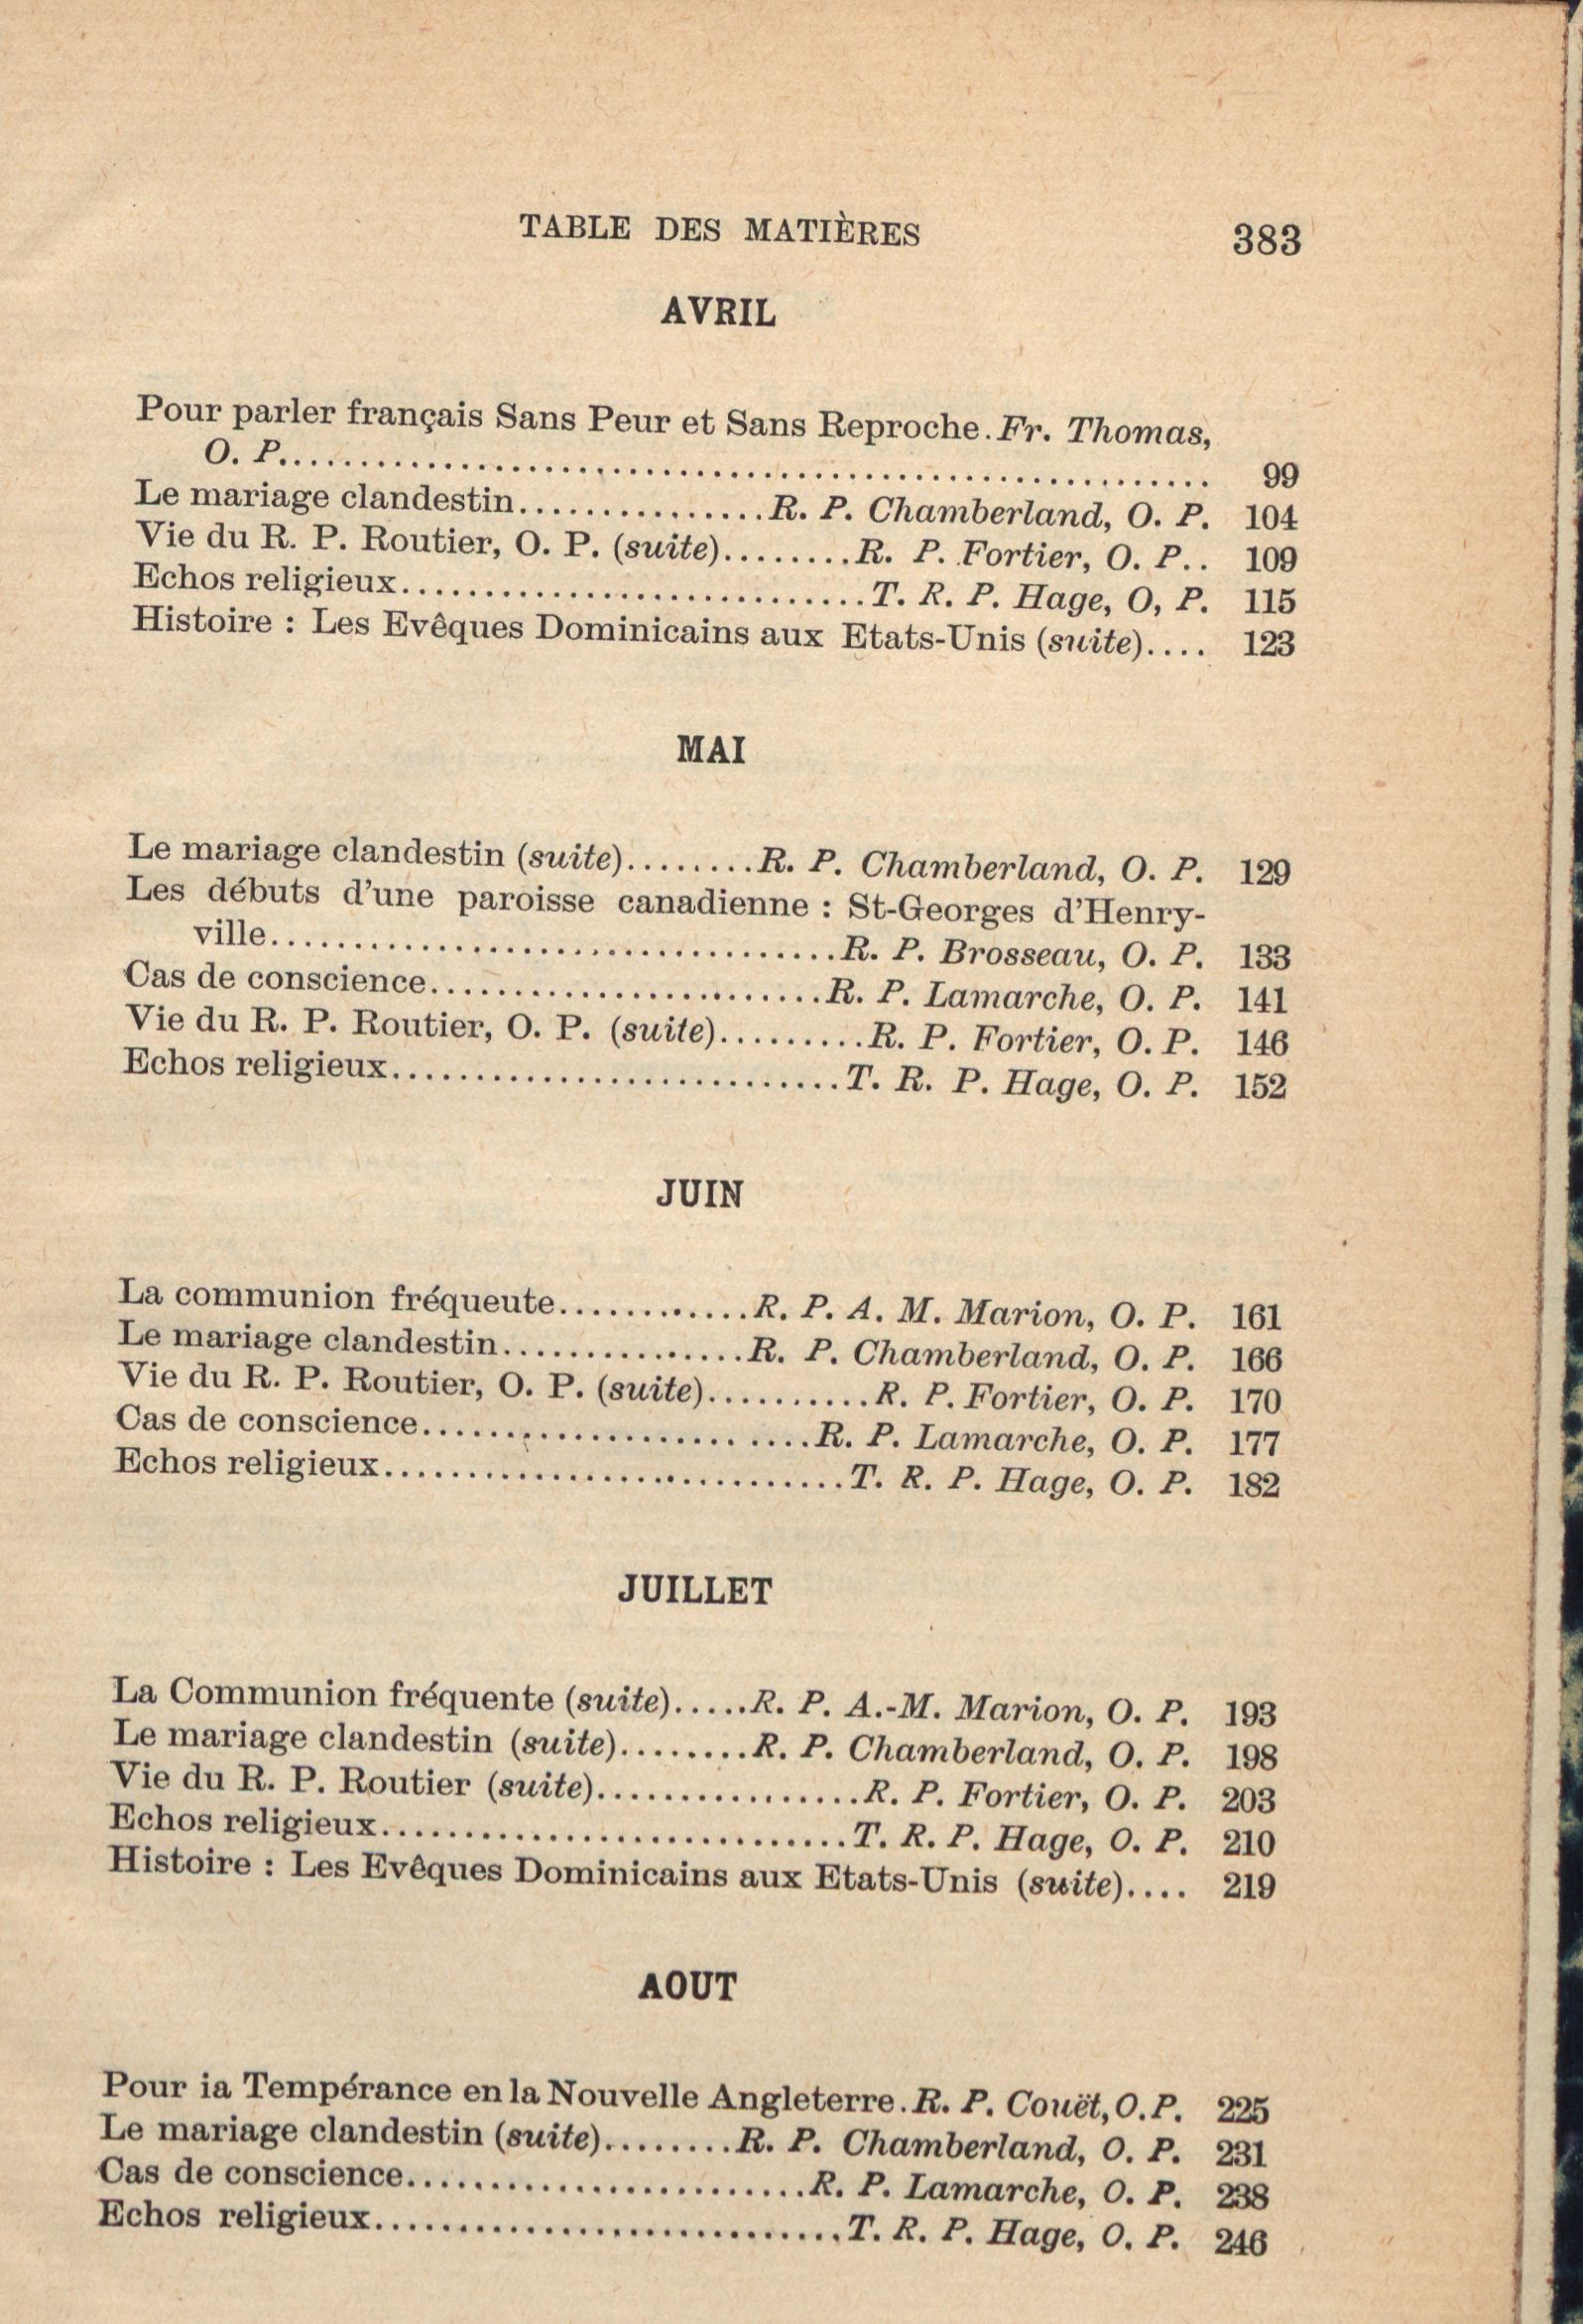 TABLE DES MATIÈRES 383
AVRIL
Pour parler français Sans Peur et Sans Reproche. Fr. Thomas,
O. P. 99
Le mariage clandestin R. P. Chamberland, O. P. 104
Vie du R. P. Routier, O. P. (suite) R. P. Fortier, O. P. 109
Echos religieux T. R. P. Hage, O, P. 115
Histoire : Les Evêques Dominicains aux Etats-Unis (suite) 123
MAI
Le mariage clandestin (suite) R. P. Chamberland, O. P. 129
Les débuts d'une paroisse canadienne : St-Georges d'Henry-
ville R. P. Brosseau, O. P. 133
Cas de conscience R. P. Lamarche, O. P. 141
Vie du R. P. Routier, O. P. (suite) R. P. Fortier, O. P. 146
Echos religieux T. R. P. Hage, O. P. 152
JUIN
La communion fréqueute R. P. A. M. Marion, O. P. 161
Le mariage clandestin R. P. Chamberland, O. P. 166
Vie du R. P. Routier, O. P. (suite) R. P. Fortier, O. P. 170
Cas de conscience R. P. Lamarche, O. P. 177
Echos religieux T. R. P. Hage, O. P. 182
JUILLET
La Communion fréquente (suite) R. P. A.-M. Marion, O. P. 193
Le mariage clandestin (suite) R. P. Chamberland, O. P. 198
Vie du R. P. Routier (suite) R. P. Fortier, O. P. 203
Echos religieux T. R. P. Hage, O. P. 210
Histoire : Les Evêques Dominicains aux Etats-Unis (suite) 219
AOUT
Pour ia Tempérance en la Nouvelle Angleterre. R. P. Couët, O. P. 225
Le mariage clandestin (suite) R. P. Chamberland, O. P. 231
Cas de conscience R. P. Lamarche, O. P. 238
Echos religieux T. R. P. Hage, O. P. 246